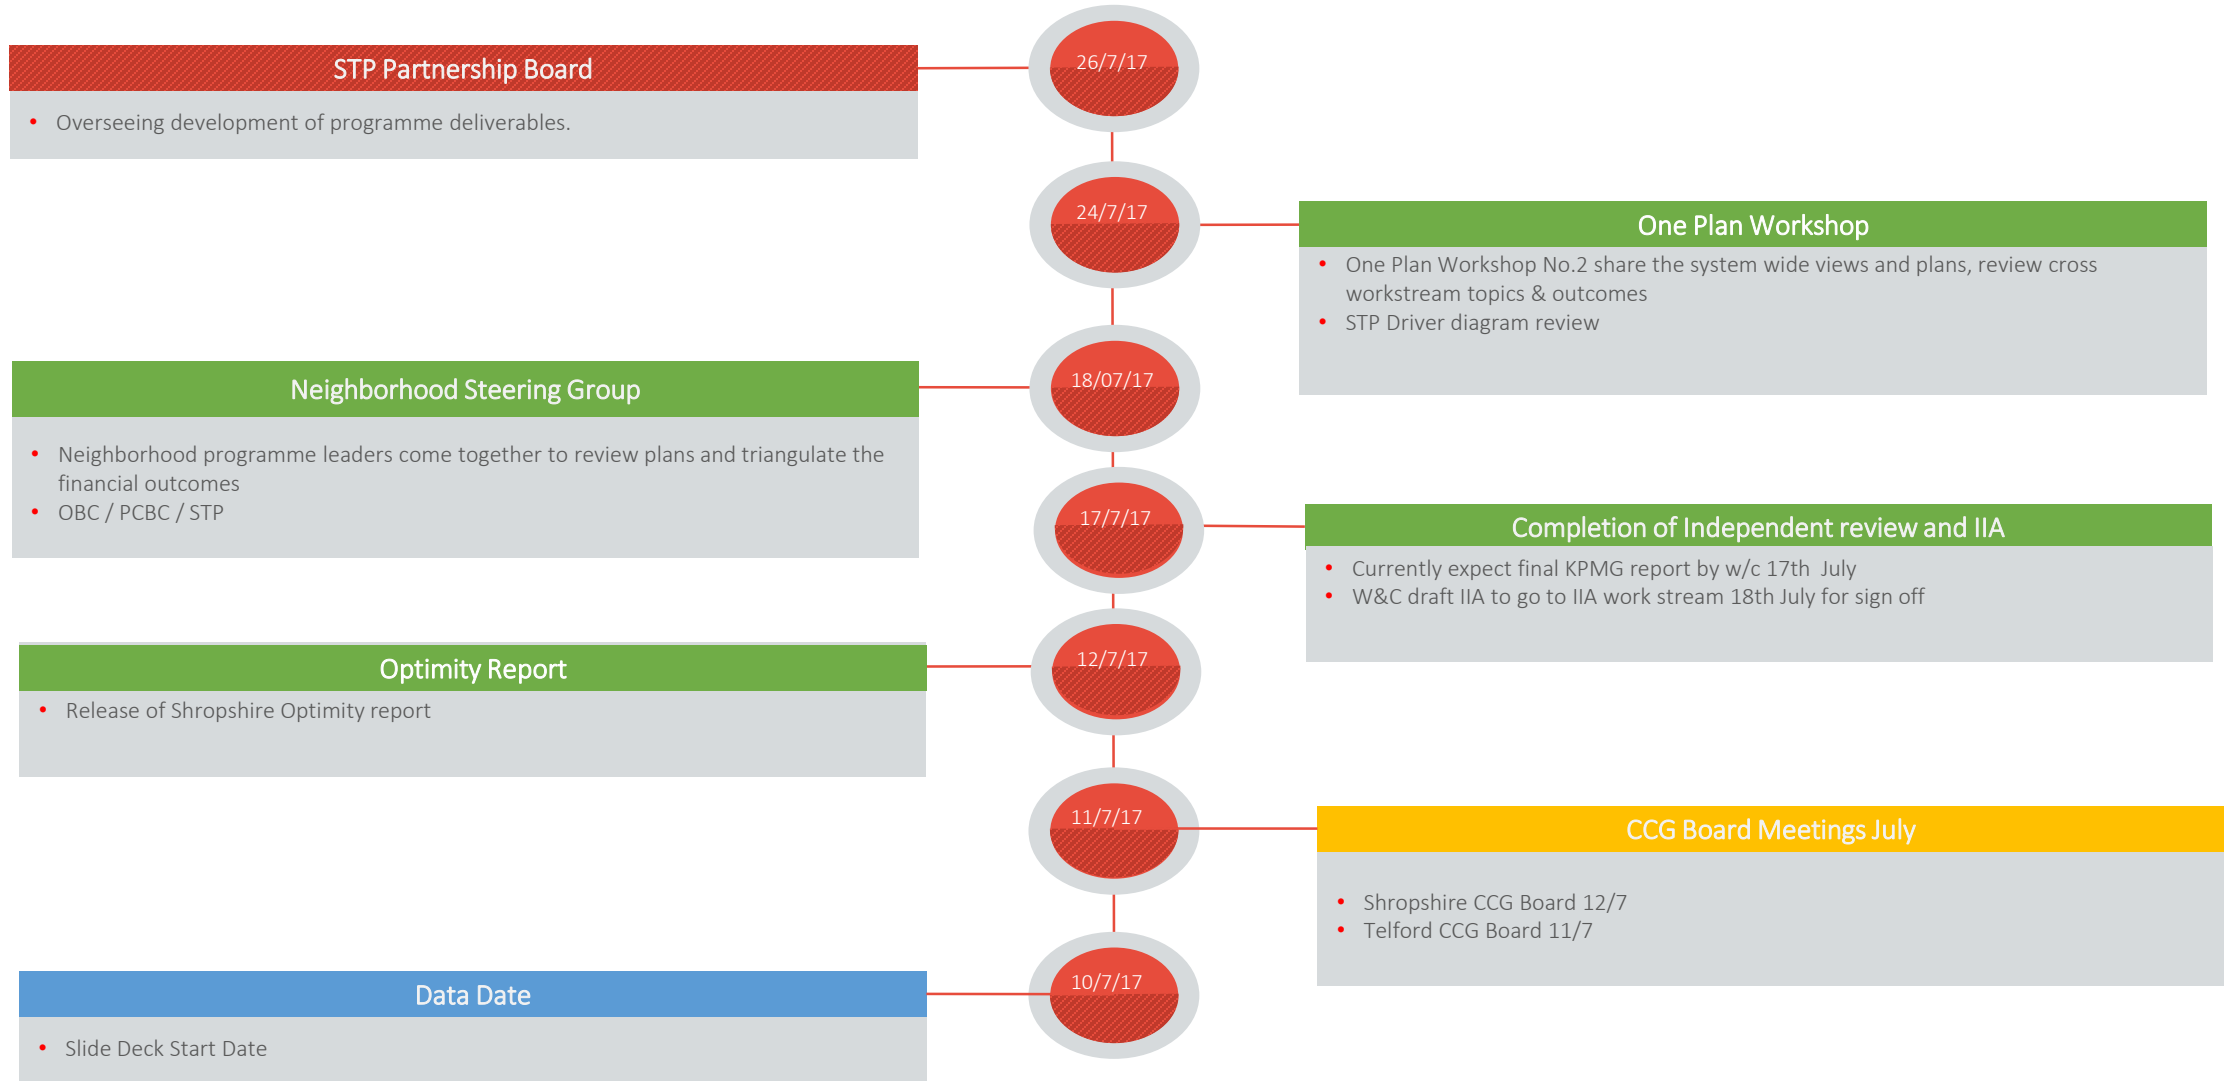 STP Partnership Board
• Overseeing development of programme deliverables.
26/7/17
24/7/17
One Plan Workshop
• One Plan Workshop No.2 share the system wide views and plans, review cross
workstream topics & outcomes
• STP Driver diagram review
Neighborhood Steering Group
• Neighborhood programme leaders come together to review plans and triangulate the
financial outcomes
• OBC / PCBC / STP
18/07/17
17/7/17
Completion of Independent review and IIA
• Currently expect final KPMG report by w/c 17th July
• W&C draft IIA to go to IIA work stream 18th July for sign off
Optimity Report
• Release of Shropshire Optimity report
12/7/17
11/7/17
CCG Board Meetings July
• Shropshire CCG Board 12/7
• Telford CCG Board 11/7
Data Date
• Slide Deck Start Date
10/7/17